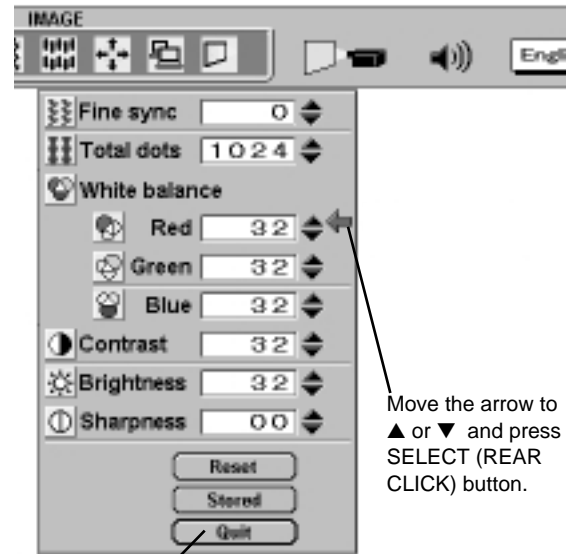 IMAGE
Engli
Fine sync 0
Total dots 1024
White balance
Red 32
Green 32
Blue 32
Contrast 32
Brightness 32
Sharpness 00
Reset
Stored
Quit
Move the arrow to
▲ or ▼ and press
SELECT (REAR
CLICK) button.